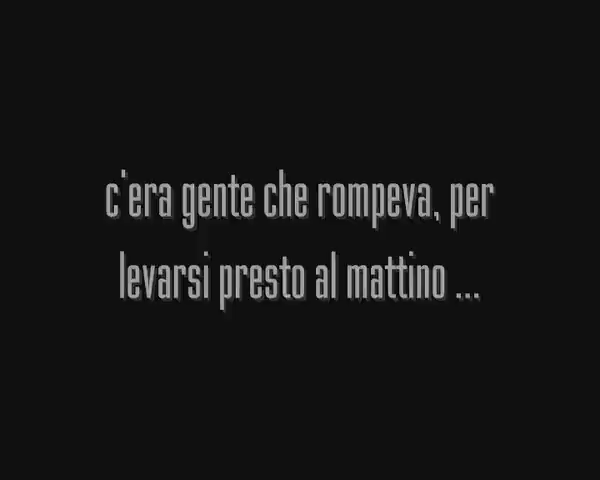 c'era gente che rompeva, per
levarsi presto al mattino ...